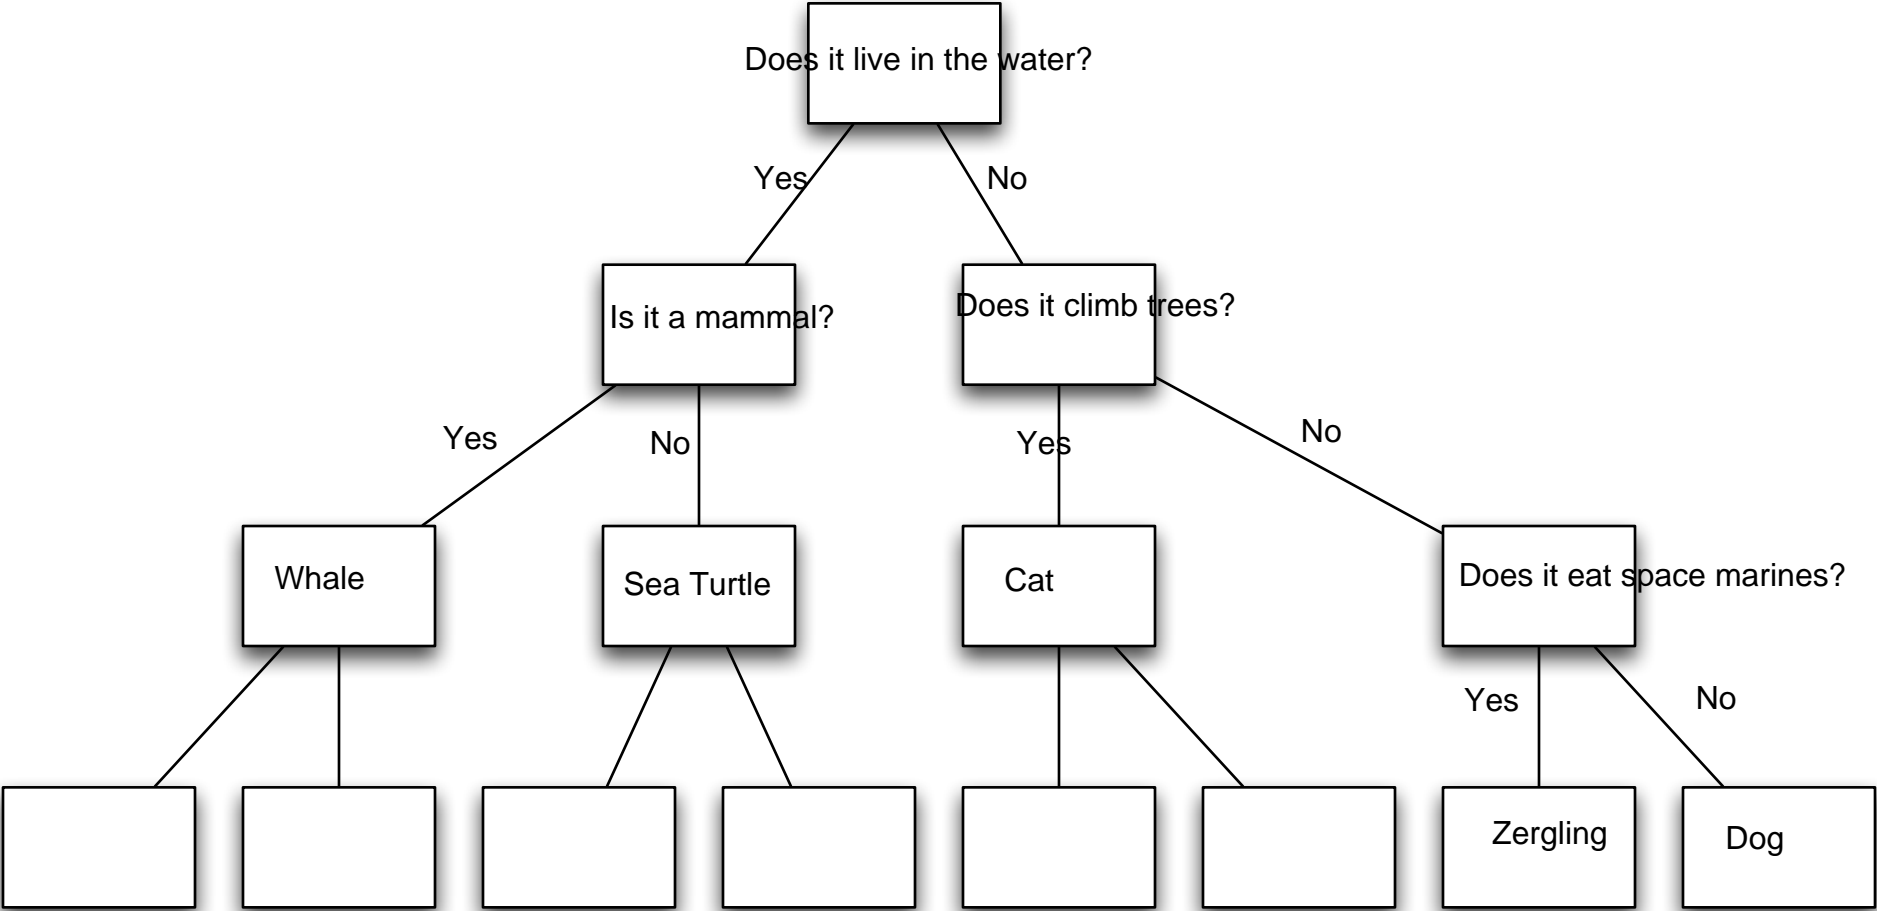 Does it live in the water?
Yes
No
Is it a mammal?
Does it climb trees?
Yes
No
Yes
No
Whale
Sea Turtle
Cat
Does it eat space marines?
Yes
No
Zergling
Dog